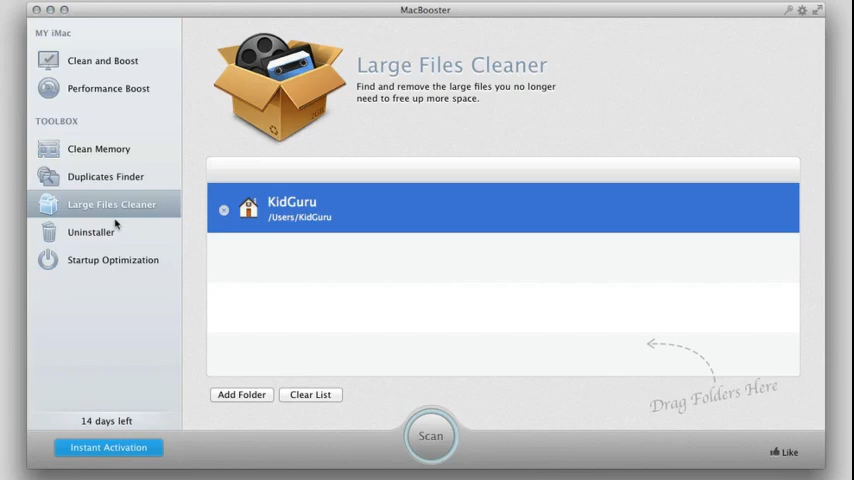 MacBooster
MY iMac
Clean and Boost
Performance Boost
TOOLBOX
Clean Memory
Duplicates Finder
Large Files Cleaner
Uninstaller
Startup Optimization
14 days left
Instant Activation
Large Files Cleaner
Find and remove the large files you no longer
need to free up more space.
KidGuru
/Users/KidGuru
Drag Folders Here
Add Folder
Clear List
Scan
Like